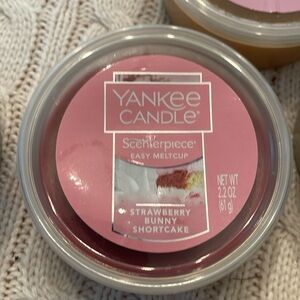 YANKEE
CANDLE®
Scenterpiece®
EASY MELTCUP
NET WT
2.2 OZ
(61 g)
STRAWBERRY
BUNNY
SHORTCAKE